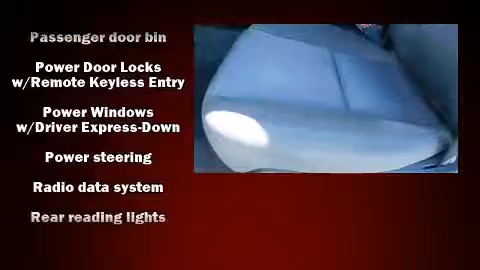 Passenger door bin
Power Door Locks
w/Remote Keyless Entry
Power Windows
w/Driver Express-Down
Power steering
Radio data system
Rear reading lights